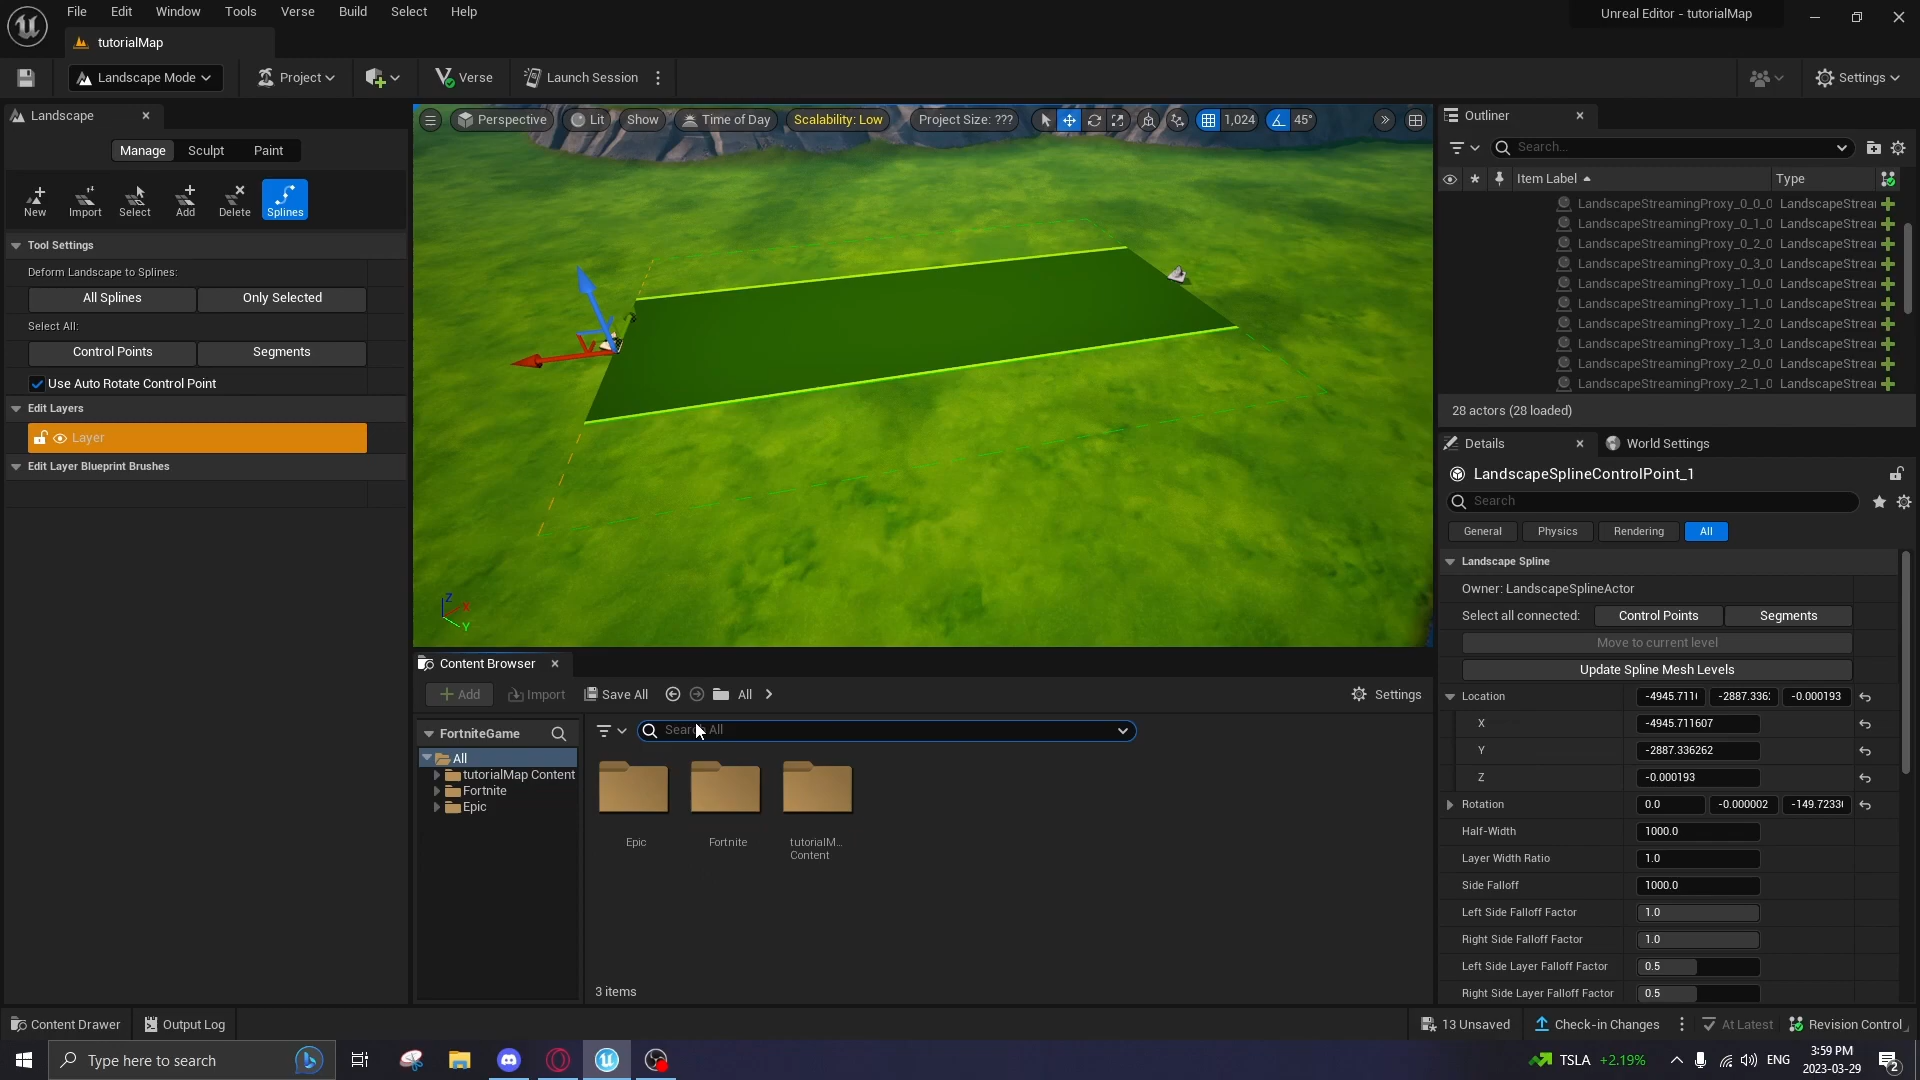 File Edit Window Tools Verse Build Select Help
Unreal Editor - tutorialMap
tutorialMap
Landscape Mode
Project
Verse
Launch Session
Settings
Landscape
Manage Sculpt Paint
New Import Select Add Delete Splines
Tool Settings
Deform Landscape to Splines:
All Splines Only Selected
Select All:
Control Points Segments
Use Auto Rotate Control Point
Edit Layers
Layer
Edit Layer Blueprint Brushes
Perspective Lit Show Time of Day Scalability: Low Project Size: ??? 1,024 45°
Z X Y
Content Browser
Add Import Save All All Settings
FortniteGame
Search All
All
tutorialMap Content
Fortnite
Epic
Epic Fortnite tutorialM... Content
3 items
Outliner
Search...
Item Label Type
LandscapeStreamingProxy_0_0_0 LandscapeStrea
LandscapeStreamingProxy_0_1_0 LandscapeStrea
LandscapeStreamingProxy_0_2_0 LandscapeStrea
LandscapeStreamingProxy_0_3_0 LandscapeStrea
LandscapeStreamingProxy_1_0_0 LandscapeStrea
LandscapeStreamingProxy_1_1_0 LandscapeStrea
LandscapeStreamingProxy_1_2_0 LandscapeStrea
LandscapeStreamingProxy_1_3_0 LandscapeStrea
LandscapeStreamingProxy_2_0_0 LandscapeStrea
LandscapeStreamingProxy_2_1_0 LandscapeStrea
28 actors (28 loaded)
Details World Settings
LandscapeSplineControlPoint_1
Search
General Physics Rendering All
Landscape Spline
Owner: LandscapeSplineActor
Select all connected: Control Points Segments
Move to current level
Update Spline Mesh Levels
Location -4945.711 -2887.336 -0.000193
X -4945.711607
Y -2887.336262
Z -0.000193
Rotation 0.0 -0.000002 -149.7233
Half-Width 1000.0
Layer Width Ratio 1.0
Side Falloff 1000.0
Left Side Falloff Factor 1.0
Right Side Falloff Factor 1.0
Left Side Layer Falloff Factor 0.5
Right Side Layer Falloff Factor 0.5
Content Drawer Output Log
13 Unsaved Check-in Changes At Latest Revision Control
Type here to search
TSLA +2.19% ENG
3:59 PM
2023-03-29
2